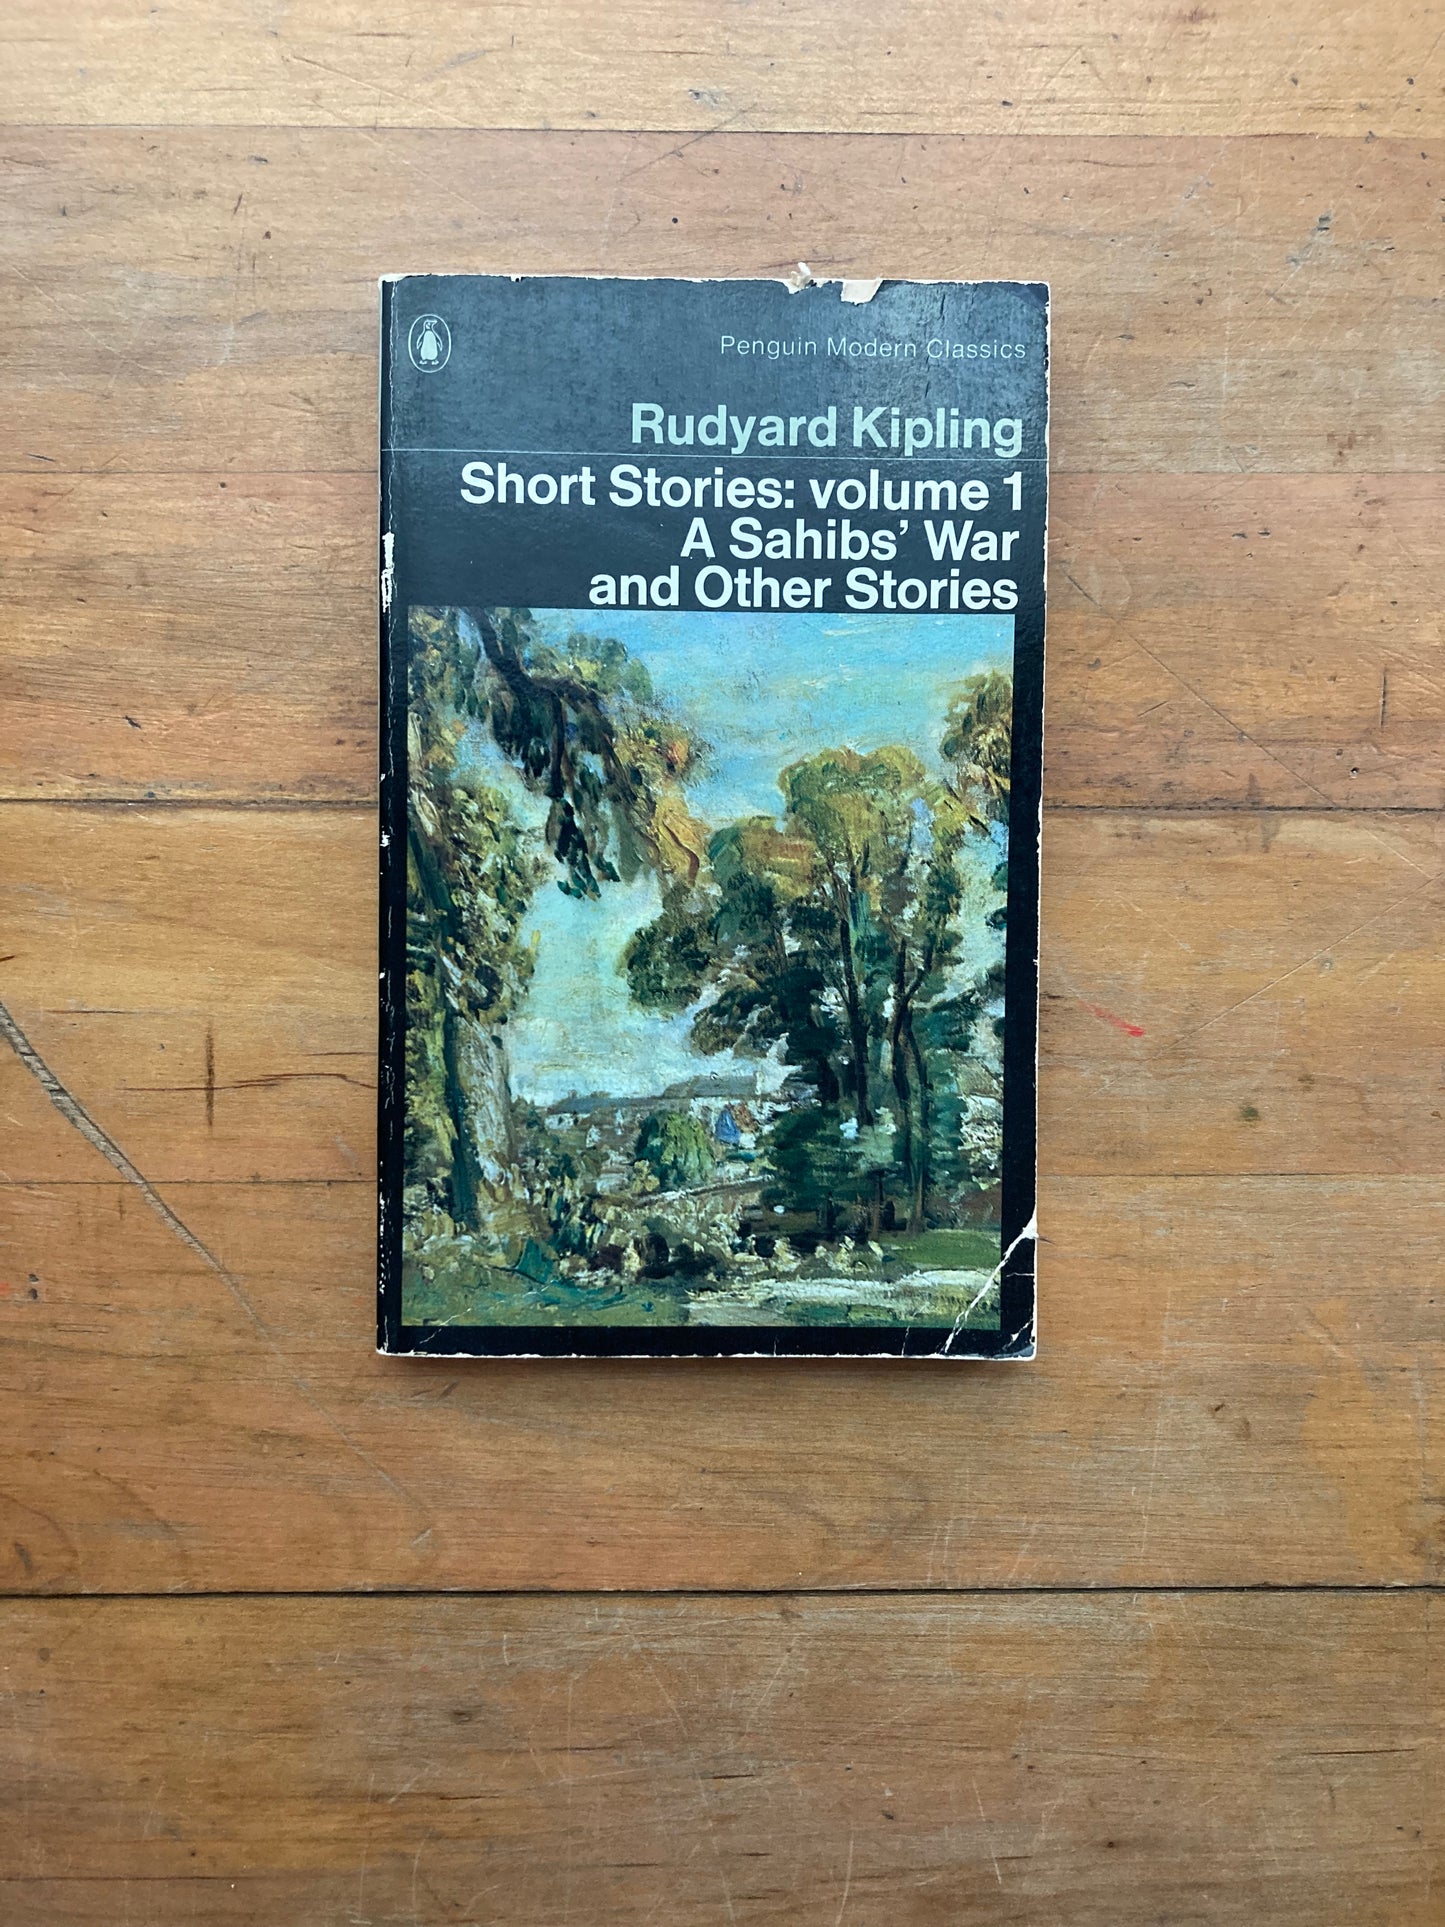 Penguin Modern Classics
Rudyard Kipling
Short Stories: volume 1
A Sahibs’ War
and Other Stories